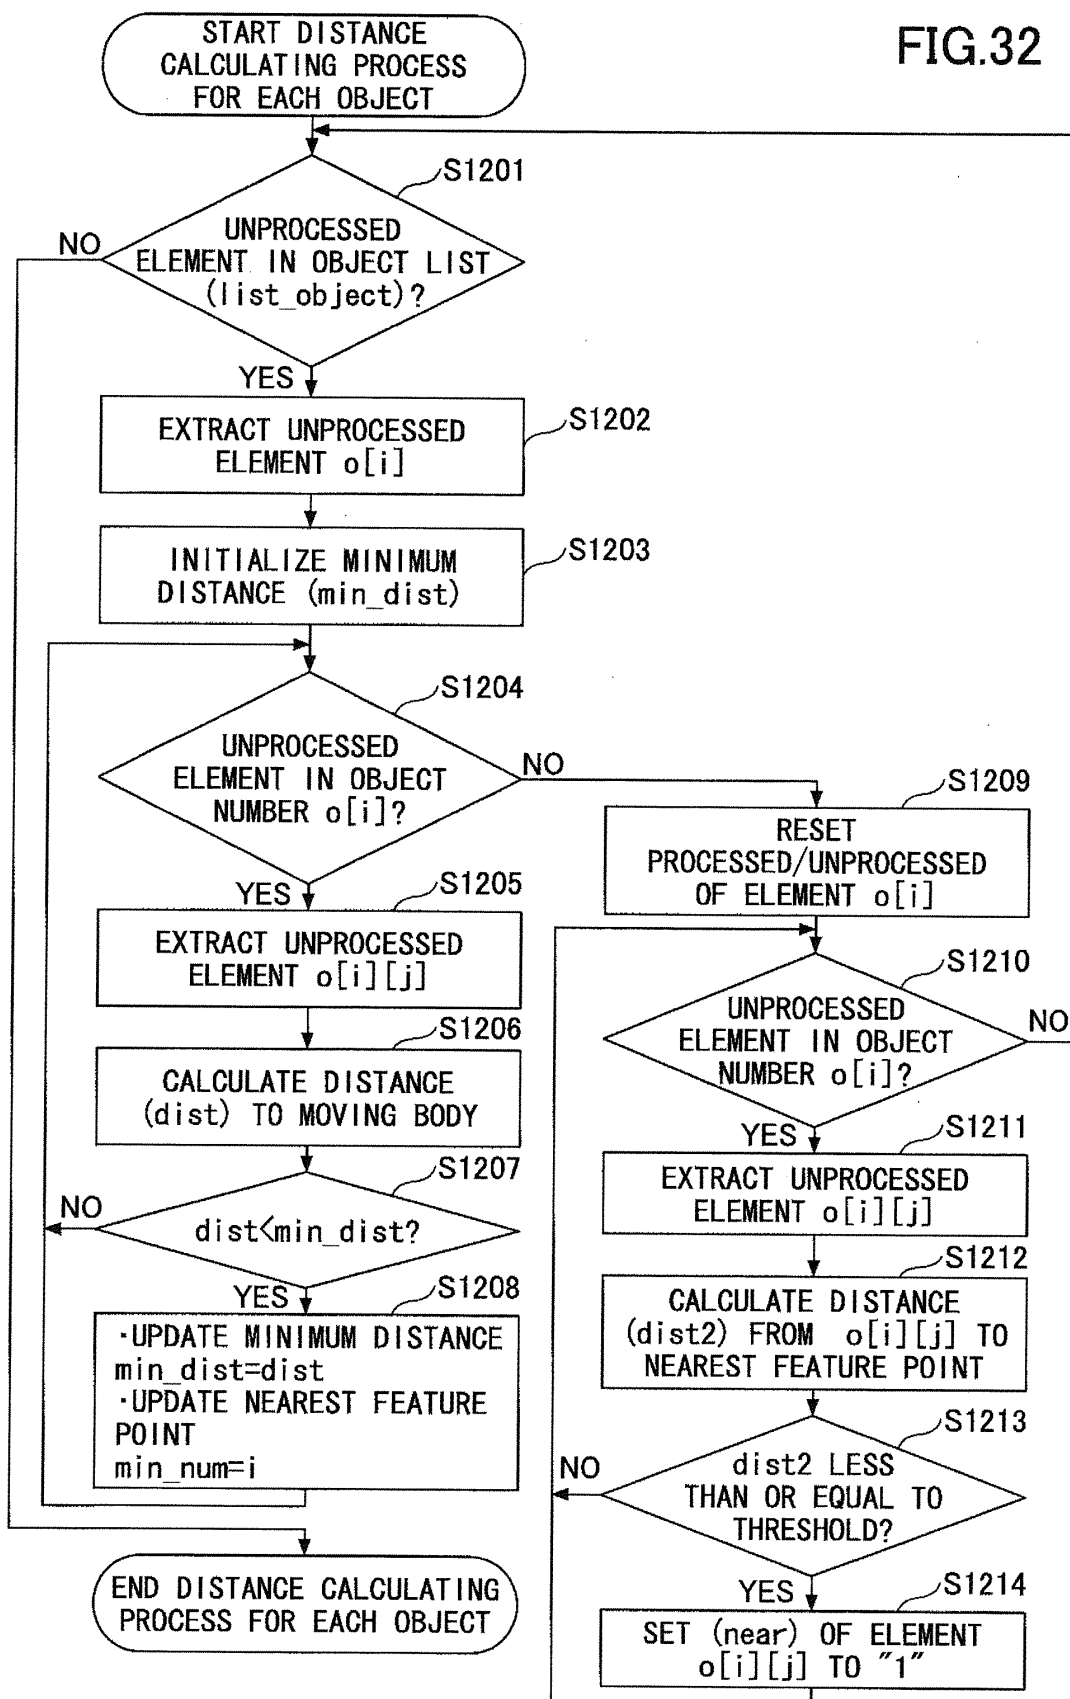 FIG.32
START DISTANCE
CALCULATING PROCESS
FOR EACH OBJECT
S1201
UNPROCESSED
ELEMENT IN OBJECT LIST
(list_object)?
NO
YES
S1202
EXTRACT UNPROCESSED
ELEMENT o[i]
S1203
INITIALIZE MINIMUM
DISTANCE (min_dist)
S1204
UNPROCESSED
ELEMENT IN OBJECT
NUMBER o[i]?
NO
YES
S1205
EXTRACT UNPROCESSED
ELEMENT o[i][j]
S1206
CALCULATE DISTANCE
(dist) TO MOVING BODY
S1207
NO
dist<min_dist?
YES
S1208
·UPDATE MINIMUM DISTANCE
min_dist=dist
·UPDATE NEAREST FEATURE
POINT
min_num=i
END DISTANCE CALCULATING
PROCESS FOR EACH OBJECT
S1209
RESET
PROCESSED/UNPROCESSED
OF ELEMENT o[i]
S1210
UNPROCESSED
ELEMENT IN OBJECT
NUMBER o[i]?
NO
YES
S1211
EXTRACT UNPROCESSED
ELEMENT o[i][j]
S1212
CALCULATE DISTANCE
(dist2) FROM o[i][j] TO
NEAREST FEATURE POINT
S1213
NO
dist2 LESS
THAN OR EQUAL TO
THRESHOLD?
YES
S1214
SET (near) OF ELEMENT
o[i][j] TO "1"